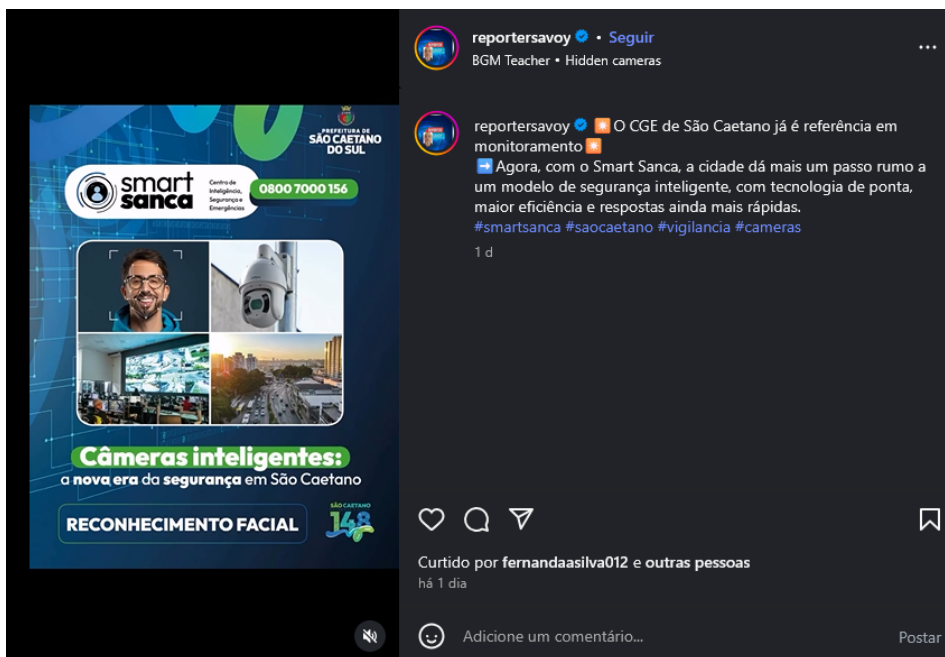 PREFEITURA DE
SÃO CAETANO
DO SUL
smart
sanca
Centro de
Inteligência,
Segurança e
Emergências
0800 7000 156
Câmeras inteligentes:
a nova era da segurança em São Caetano
RECONHECIMENTO FACIAL
SÃO CAETANO
148
reportersavoy • Seguir
BGM Teacher • Hidden cameras
reportersavoy 💥O CGE de São Caetano já é referência em
monitoramento💥
➡️Agora, com o Smart Sanca, a cidade dá mais um passo rumo a
um modelo de segurança inteligente, com tecnologia de ponta,
maior eficiência e respostas ainda mais rápidas.
#smartsanca #saocaetano #vigilancia #cameras
1 d
Curtido por fernandaasilva012 e outras pessoas
há 1 dia
Adicione um comentário...
Postar